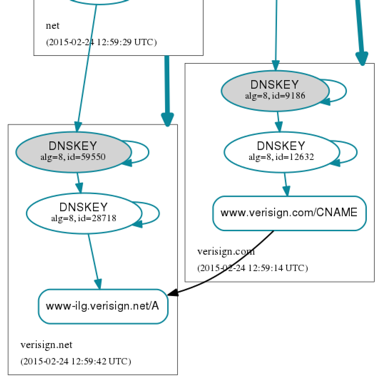 net
(2015-02-24 12:59:29 UTC)
DNSKEY
alg=8, id=9186
DNSKEY
alg=8, id=59550
DNSKEY
alg=8, id=12632
DNSKEY
alg=8, id=28718
www.verisign.com/CNAME
verisign.com
(2015-02-24 12:59:14 UTC)
www-ilg.verisign.net/A
verisign.net
(2015-02-24 12:59:42 UTC)